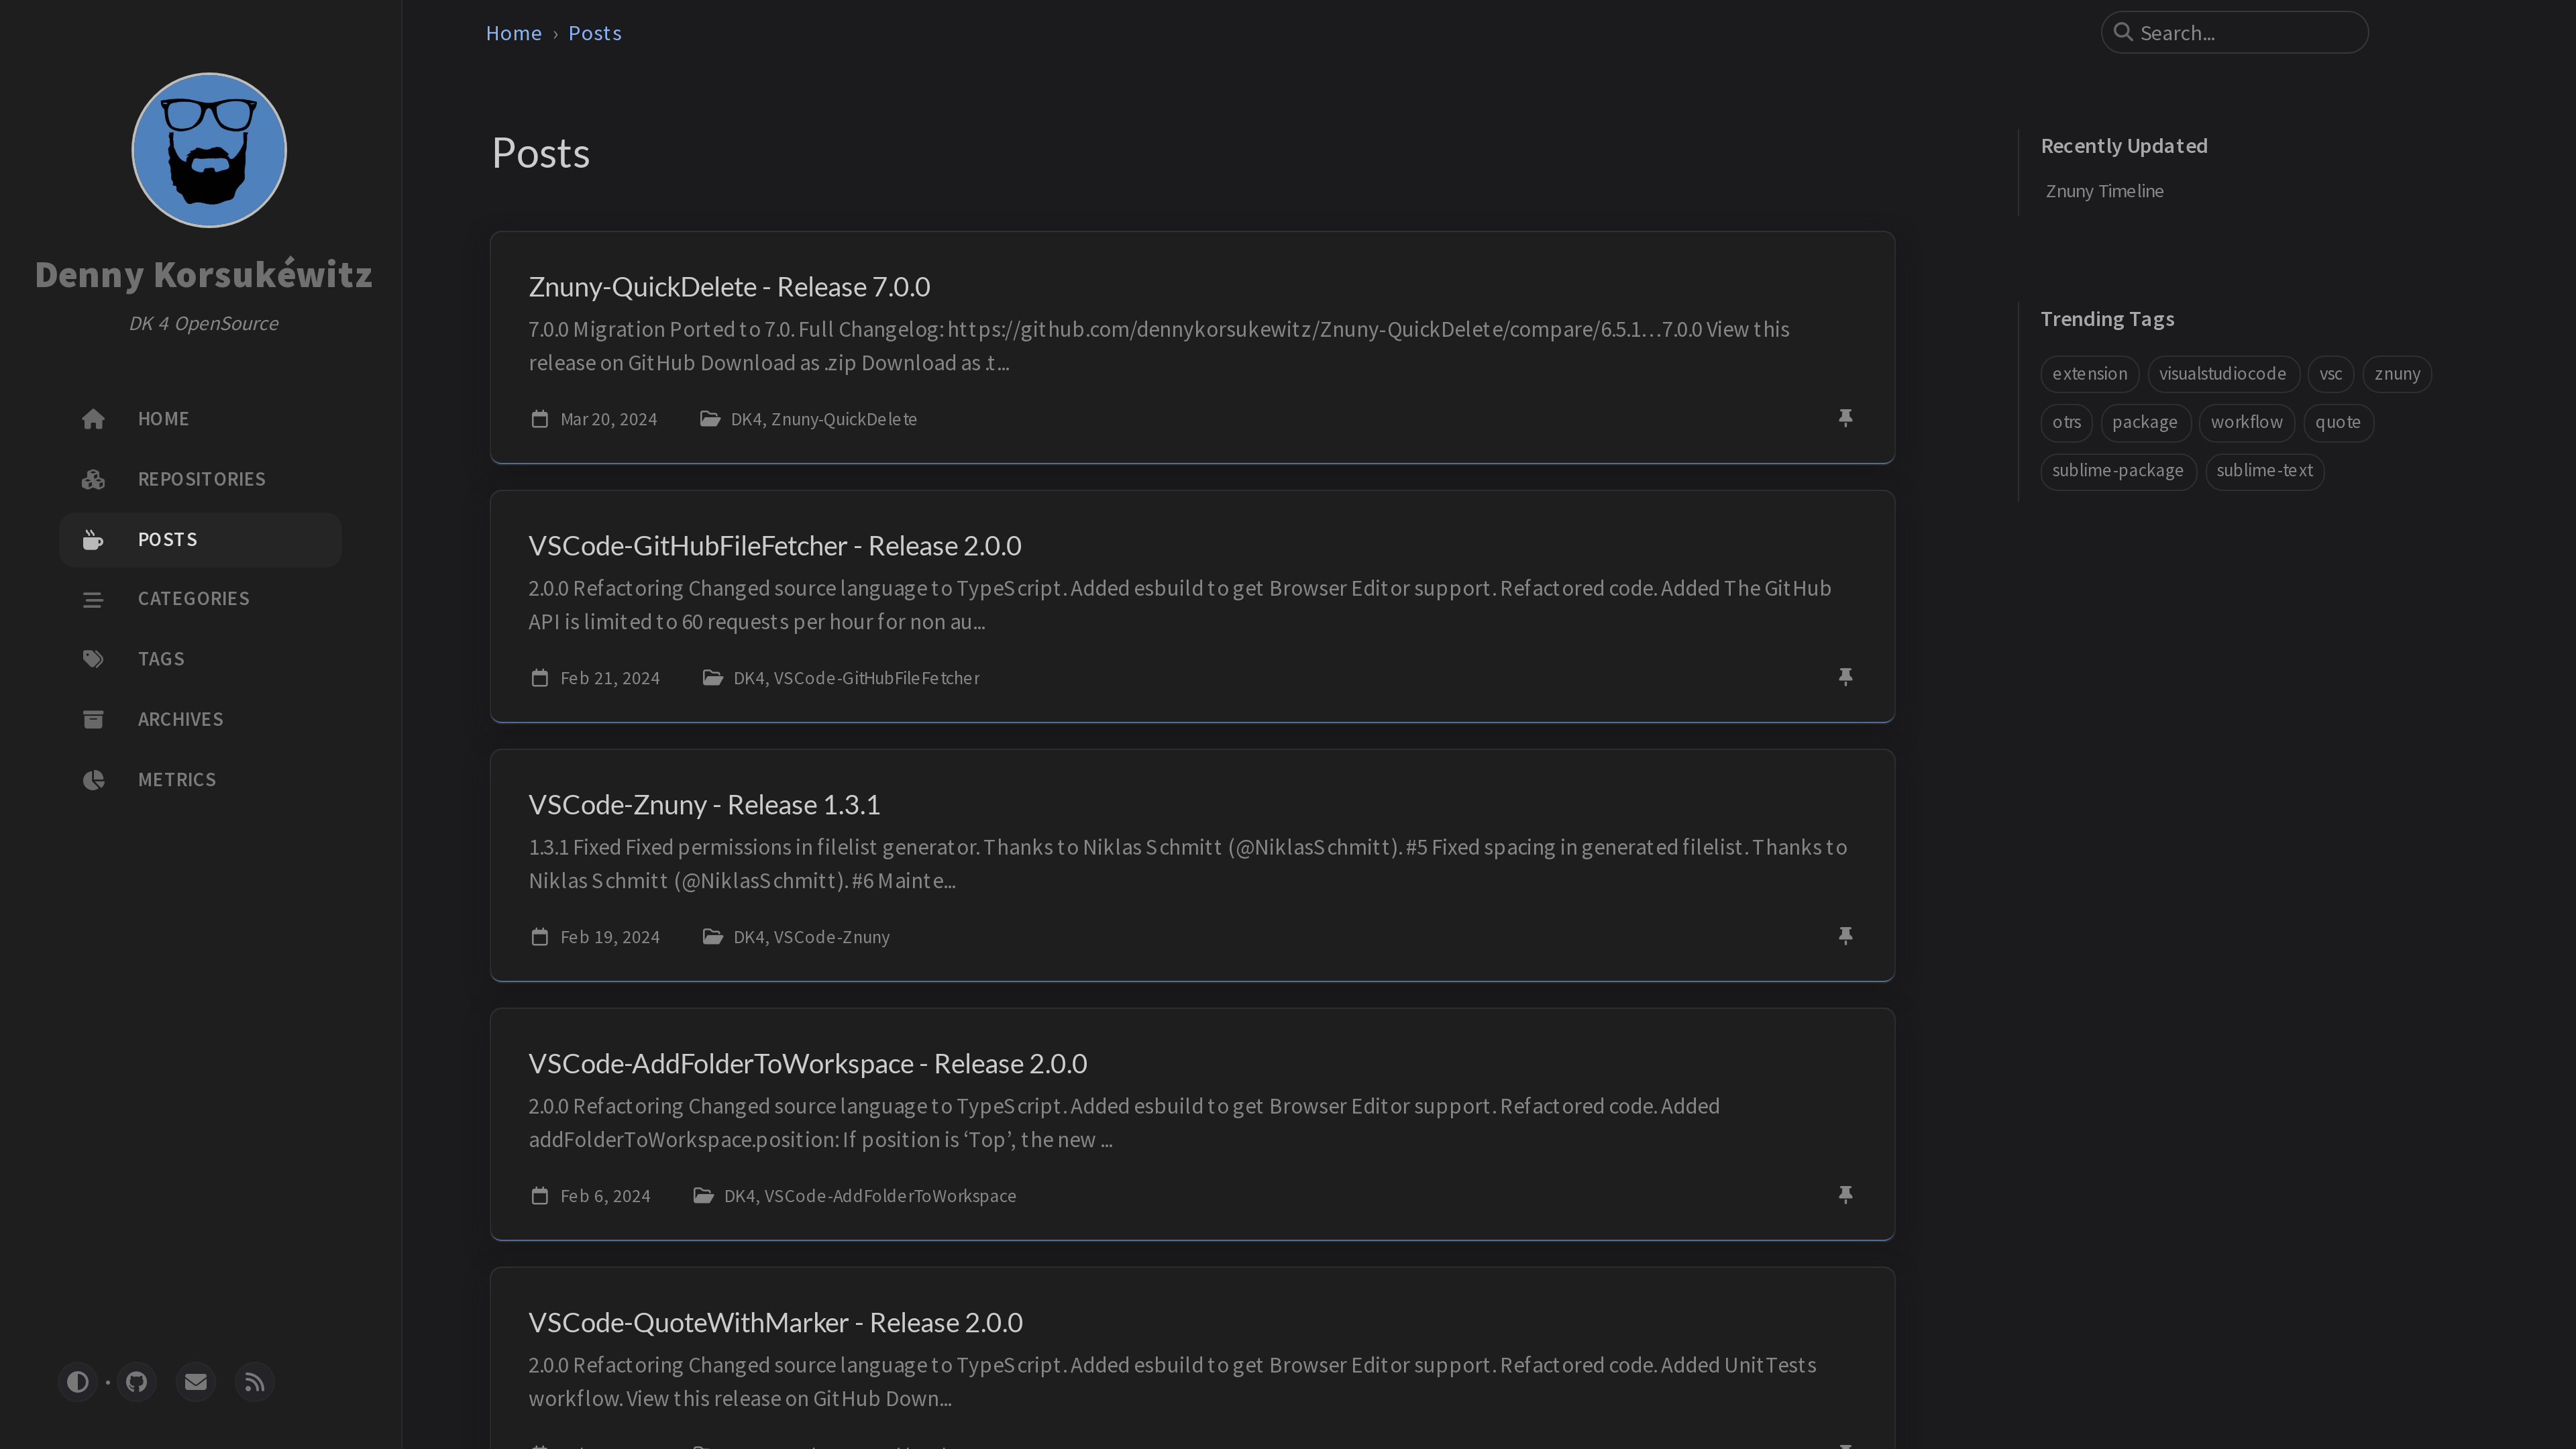 Denny Korsukéwitz
DK 4 OpenSource
HOME
REPOSITORIES
POSTS
CATEGORIES
TAGS
ARCHIVES
METRICS
Home › Posts
Search...
Posts
Znuny-QuickDelete - Release 7.0.0
7.0.0 Migration Ported to 7.0. Full Changelog: https://github.com/dennykorsukewitz/Znuny-QuickDelete/compare/6.5.1…7.0.0 View this
release on GitHub Download as .zip Download as .t...
Mar 20, 2024 DK4, Znuny-QuickDelete
VSCode-GitHubFileFetcher - Release 2.0.0
2.0.0 Refactoring Changed source language to TypeScript. Added esbuild to get Browser Editor support. Refactored code. Added The GitHub
API is limited to 60 requests per hour for non au...
Feb 21, 2024 DK4, VSCode-GitHubFileFetcher
VSCode-Znuny - Release 1.3.1
1.3.1 Fixed Fixed permissions in filelist generator. Thanks to Niklas Schmitt (@NiklasSchmitt). #5 Fixed spacing in generated filelist. Thanks to
Niklas Schmitt (@NiklasSchmitt). #6 Mainte...
Feb 19, 2024 DK4, VSCode-Znuny
VSCode-AddFolderToWorkspace - Release 2.0.0
2.0.0 Refactoring Changed source language to TypeScript. Added esbuild to get Browser Editor support. Refactored code. Added
addFolderToWorkspace.position: If position is ‘Top’, the new ...
Feb 6, 2024 DK4, VSCode-AddFolderToWorkspace
VSCode-QuoteWithMarker - Release 2.0.0
2.0.0 Refactoring Changed source language to TypeScript. Added esbuild to get Browser Editor support. Refactored code. Added UnitTests
workflow. View this release on GitHub Down...
Recently Updated
Znuny Timeline
Trending Tags
extension visualstudiocode vsc znuny
otrs package workflow quote
sublime-package sublime-text